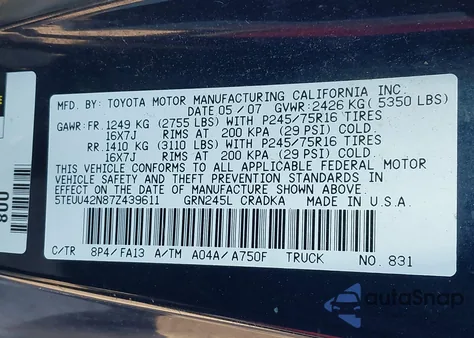 MFD. BY: TOYOTA MOTOR MANUFACTURING CALIFORNIA INC.
DATE 05 / 07 GVWR: 2426 KG( 5350 LBS)
GAWR: FR. 1249 KG (2755 LBS) WITH P245/75R16 TIRES
16X7J RIMS AT 200 KPA (29 PSI) COLD.
RR. 1410 KG (3110 LBS) WITH P245/75R16 TIRES
16X7J RIMS AT 200 KPA (29 PSI) COLD.
THIS VEHICLE CONFORMS TO ALL APPLICABLE FEDERAL MOTOR
VEHICLE SAFETY AND THEFT PREVENTION STANDARDS IN
EFFECT ON THE DATE OF MANUFACTURE SHOWN ABOVE.
5TEUU42N87Z439611 GRN245L CRADKA MADE IN U.S.A.
C/TR 8P4/ FA13 A/TM A04A/ A750F TRUCK NO. 831
008
autoSnap